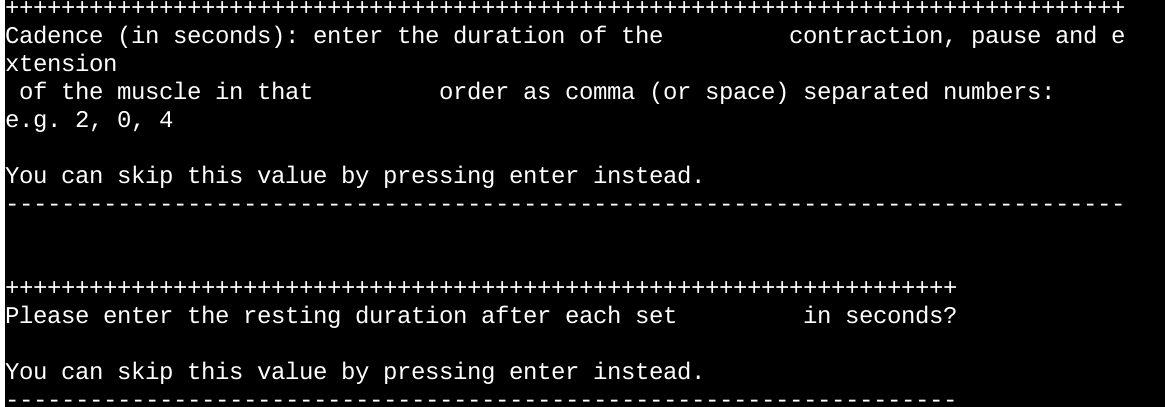 ++++++++++++++++++++++++++++++++++++++++++++++++++++++++++++++++++++++++++++++++
Cadence (in seconds): enter the duration of the         contraction, pause and e
xtension
 of the muscle in that         order as comma (or space) separated numbers:
e.g. 2, 0, 4
You can skip this value by pressing enter instead.
--------------------------------------------------------------------------------
++++++++++++++++++++++++++++++++++++++++++++++++++++++++++++++++++++
Please enter the resting duration after each set         in seconds?
You can skip this value by pressing enter instead.
--------------------------------------------------------------------